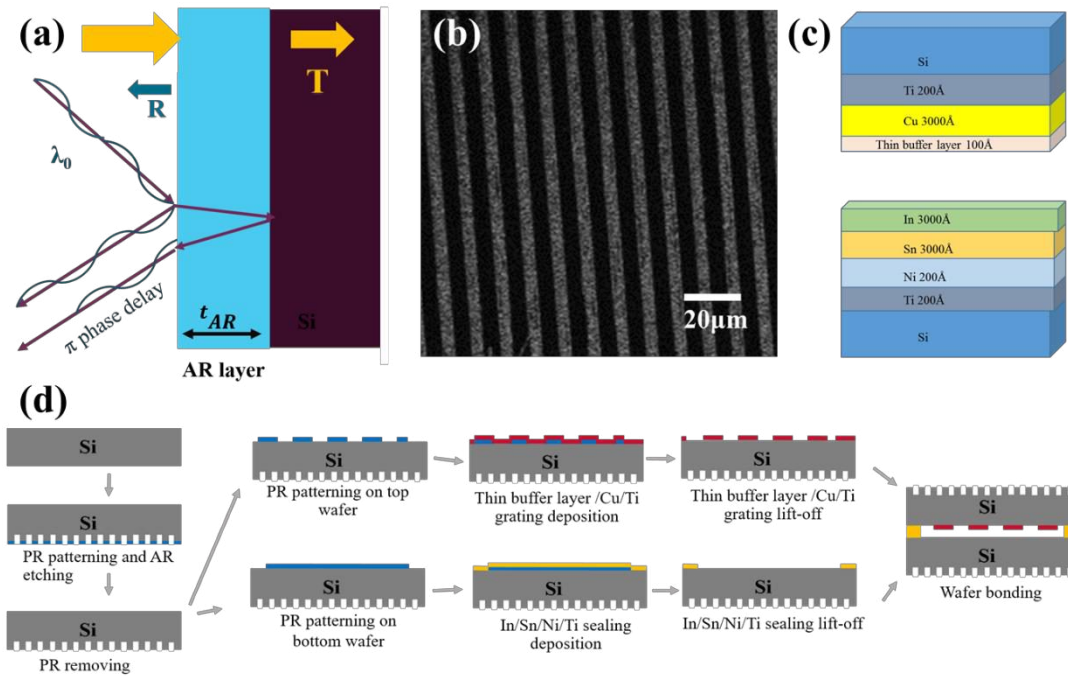 (a)
T
R
λ₀
π phase delay
t_AR
Si
AR layer
(b)
20μm
(c)
Si
Ti 200Å
Cu 3000Å
Thin buffer layer 100Å
In 3000Å
Sn 3000Å
Ni 200Å
Ti 200Å
Si
(d)
Si
Si
PR patterning and AR
etching
Si
PR removing
Si
PR patterning on top
wafer
Si
Thin buffer layer /Cu/Ti
grating deposition
Si
Thin buffer layer /Cu/Ti
grating lift-off
Si
PR patterning on
bottom wafer
Si
In/Sn/Ni/Ti sealing
deposition
Si
In/Sn/Ni/Ti sealing lift-off
Si
Si
Wafer bonding